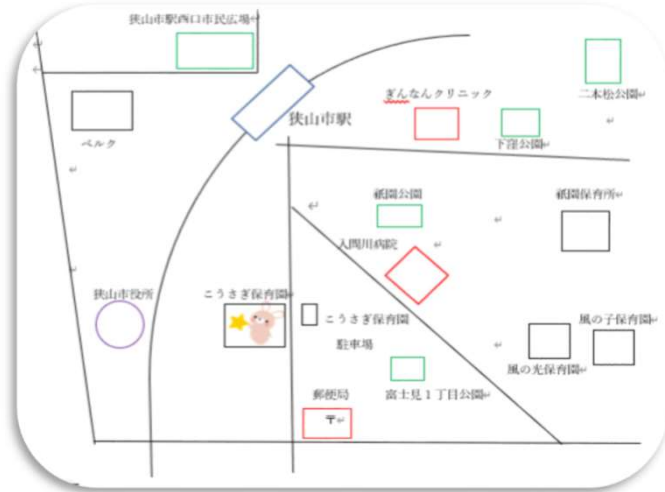 狭山市駅西口市民広場
ベルク
狭山市駅
ぎんなんクリニック
下窪公園
二本松公園
祇園公園
祇園保育所
入間川病院
狭山市役所
こうさぎ保育園
こうさぎ保育園
駐車場
風の子保育園
風の光保育園
富士見1丁目公園
郵便局
〒